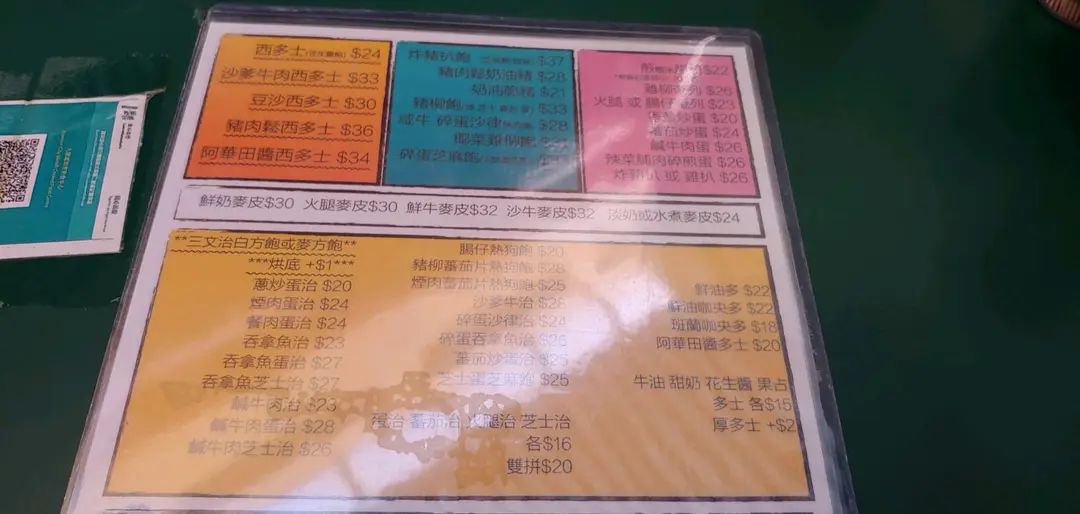 西多士 $24
沙爹牛肉西多士 $33
豆沙西多士 $30
豬肉鬆西多士 $36
阿華田醬西多士 $34
炸豬扒飽 $37
豬肉鬆奶油豬 $28
奶油脆豬 $21
豬柳飽 $33
咸牛 碎蛋沙律 $28
碎蛋芝麻飽
$22
雞柳 列 $26
火腿 或 腸仔 列 $23
炒蛋 $20
蕃茄炒蛋 $24
鹹牛肉蛋 $26
辣菜脯肉碎煎蛋 $26
炸豬扒 或 雞扒 $26
鮮奶麥皮$30 火腿麥皮$30 鮮牛麥皮$32 沙牛麥皮$32 淡奶或水煮麥皮$24
**三文治白方飽或麥方飽**
***烘底 +$1***
蔥炒蛋治 $20
煙肉蛋治 $24
餐肉蛋治 $24
吞拿魚治 $23
吞拿魚蛋治 $27
吞拿魚芝士治 $27
鹹牛肉治 $23
鹹牛肉蛋治 $28
鹹牛肉芝士治 $26
腸仔熱狗飽 $20
豬柳蕃茄片熱狗飽 $28
煙肉蕃茄片熱狗飽 $25
沙爹牛治 $28
碎蛋沙律治 $24
碎蛋吞拿魚治 $26
蕃茄炒蛋治 $25
芝士蛋芝麻飽 $25
蛋治 蕃茄治 火腿治 芝士治
各$16
雙拼$20
鮮油多 $22
鮮油咖央多 $22
班蘭咖央多 $18
阿華田醬多士 $20
牛油 甜奶 花生醬 果占
多士 各$15
厚多士 +$2